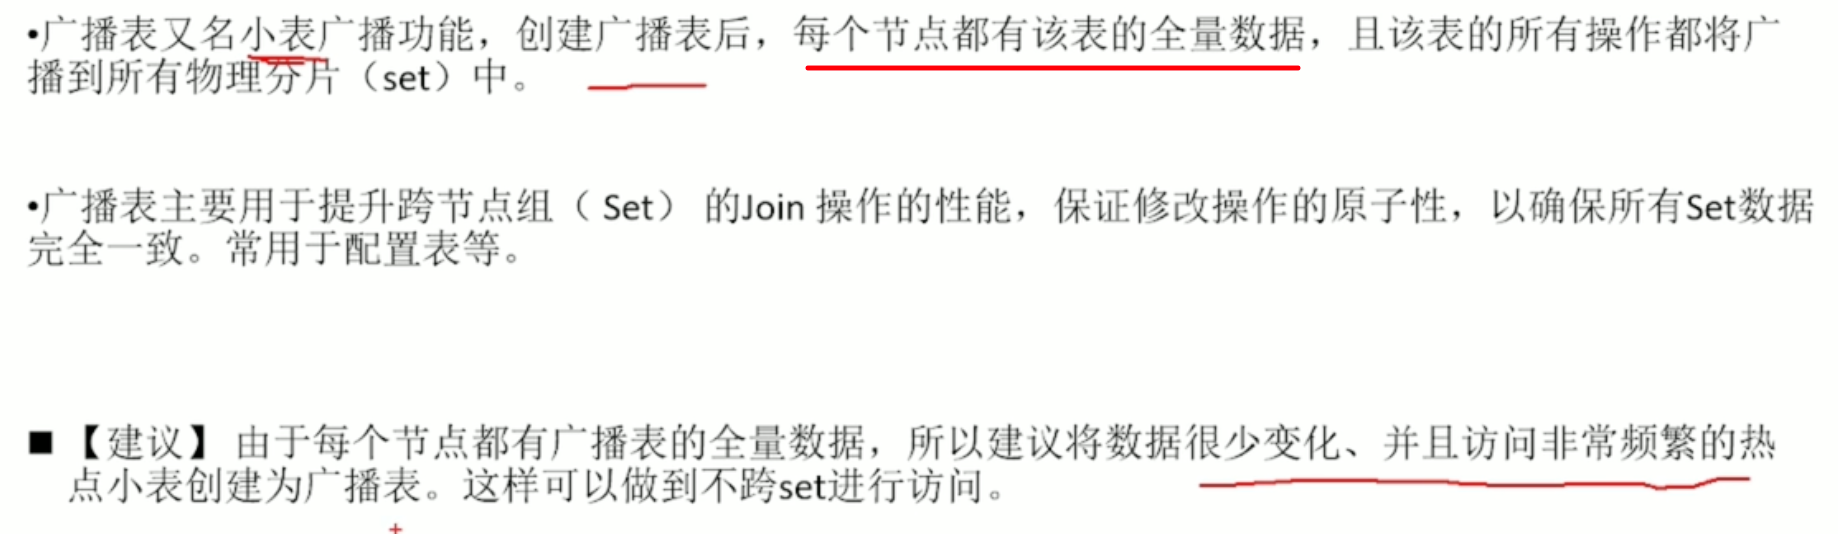 •广播表又名小表广播功能，创建广播表后，每个节点都有该表的全量数据，且该表的所有操作都将广
播到所有物理分片（set）中。
•广播表主要用于提升跨节点组（ Set） 的Join 操作的性能，保证修改操作的原子性，以确保所有Set数据
完全一致。常用于配置表等。
■ 【建议】 由于每个节点都有广播表的全量数据，所以建议将数据很少变化、并且访问非常频繁的热
点小表创建为广播表。这样可以做到不跨set进行访问。